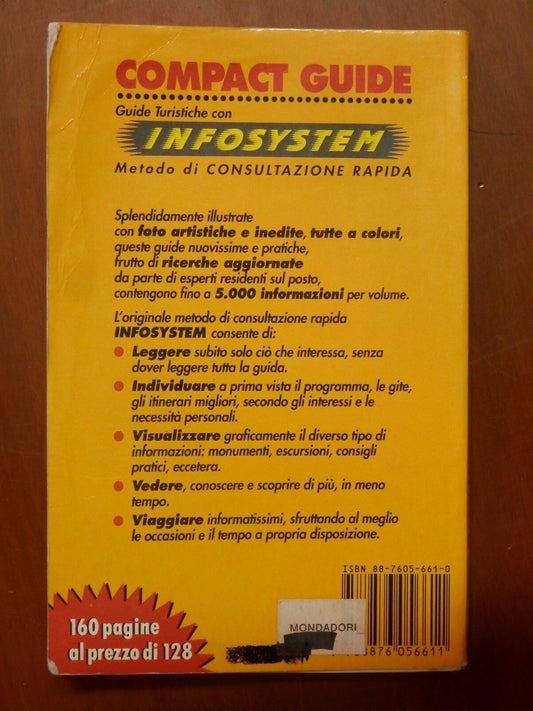 COMPACT GUIDE
Guide Turistiche con
INFOSYSTEM
Metodo di CONSULTAZIONE RAPIDA
Splendidamente illustrate
con foto artistiche e inedite, tutte a colori,
queste guide nuovissime e pratiche,
frutto di ricerche aggiornate
da parte di esperti residenti sul posto,
contengono fino a 5.000 informazioni per volume.
L'originale metodo di consultazione rapida
INFOSYSTEM consente di:
● Leggere subito solo ciò che interessa, senza
dover leggere tutta la guida.
● Individuare a prima vista il programma, le gite,
gli itinerari migliori, secondo gli interessi e le
necessità personali.
● Visualizzare graficamente il diverso tipo di
informazioni: monumenti, escursioni, consigli
pratici, eccetera.
● Vedere, conoscere e scoprire di più, in meno
tempo.
● Viaggiare informatissimi, sfruttando al meglio
le occasioni e il tempo a propria disposizione.
ISBN 88-7605-661-0
MONDADORI
876 056611
160 pagine
al prezzo di 128